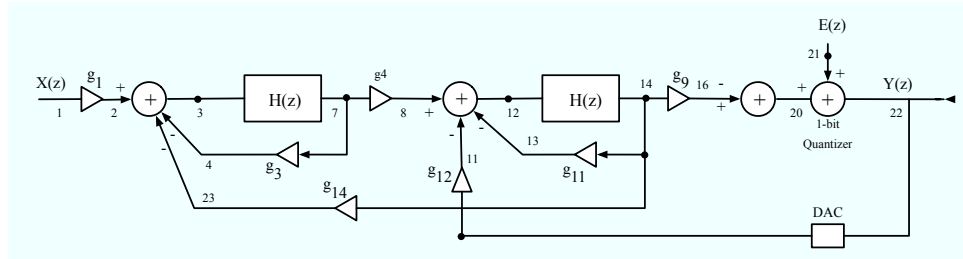 E(z)
21
X(z)
g1
+
+
1
2
3
H(z)
7
g4
8
+
+
12
H(z)
14
g9
16
-
+
+
20
+
+
1-bit
Quantizer
Y(z)
22
-
-
4
g3
-
-
11
13
g11
g12
23
g14
DAC